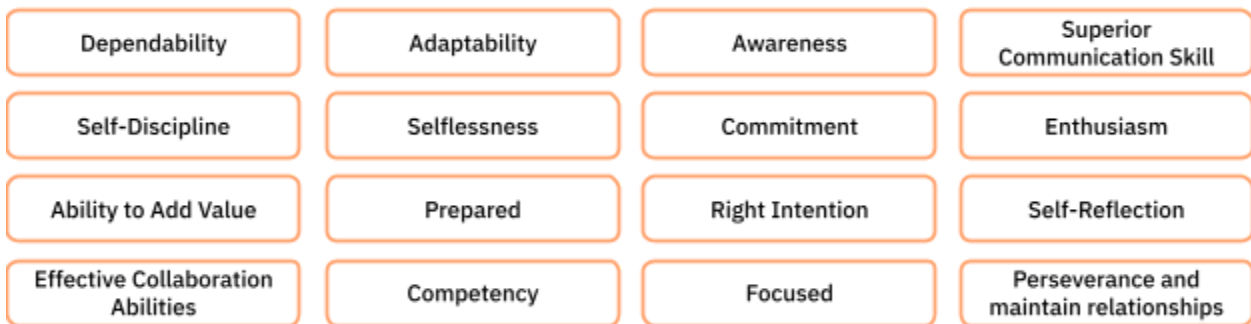 Dependability
Adaptability
Awareness
Superior
Communication Skill
Self-Discipline
Selflessness
Commitment
Enthusiasm
Ability to Add Value
Prepared
Right Intention
Self-Reflection
Effective Collaboration
Abilities
Competency
Focused
Perseverance and
maintain relationships